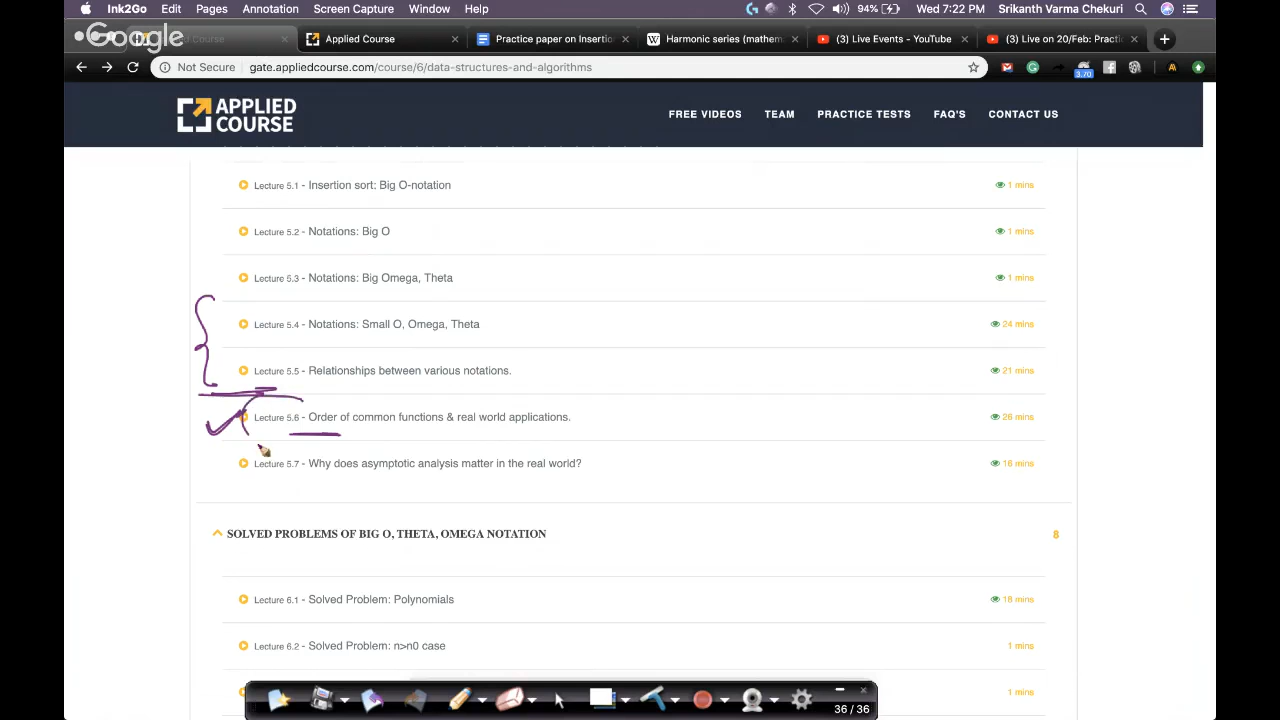 Ink2Go Edit Pages Annotation Screen Capture Window Help 94% Wed 7:22 PM Srikanth Varma Chekuri
Google
Applied Course Practice paper on Insertio Harmonic series (mathem (3) Live Events - YouTube (3) Live on 20/Feb: Practi
Not Secure gate.appliedcourse.com/course/6/data-structures-and-algorithms 3.70
APPLIED
COURSE
FREE VIDEOS TEAM PRACTICE TESTS FAQ'S CONTACT US
Lecture 5.1 - Insertion sort: Big O-notation 1 mins
Lecture 5.2 - Notations: Big O 1 mins
Lecture 5.3 - Notations: Big Omega, Theta 1 mins
Lecture 5.4 - Notations: Small O, Omega, Theta 24 mins
Lecture 5.5 - Relationships between various notations. 21 mins
Lecture 5.6 - Order of common functions & real world applications. 26 mins
Lecture 5.7 - Why does asymptotic analysis matter in the real world? 16 mins
SOLVED PROBLEMS OF BIG O, THETA, OMEGA NOTATION 8
Lecture 6.1 - Solved Problem: Polynomials 18 mins
Lecture 6.2 - Solved Problem: n>n0 case 1 mins
1 mins
36 / 36